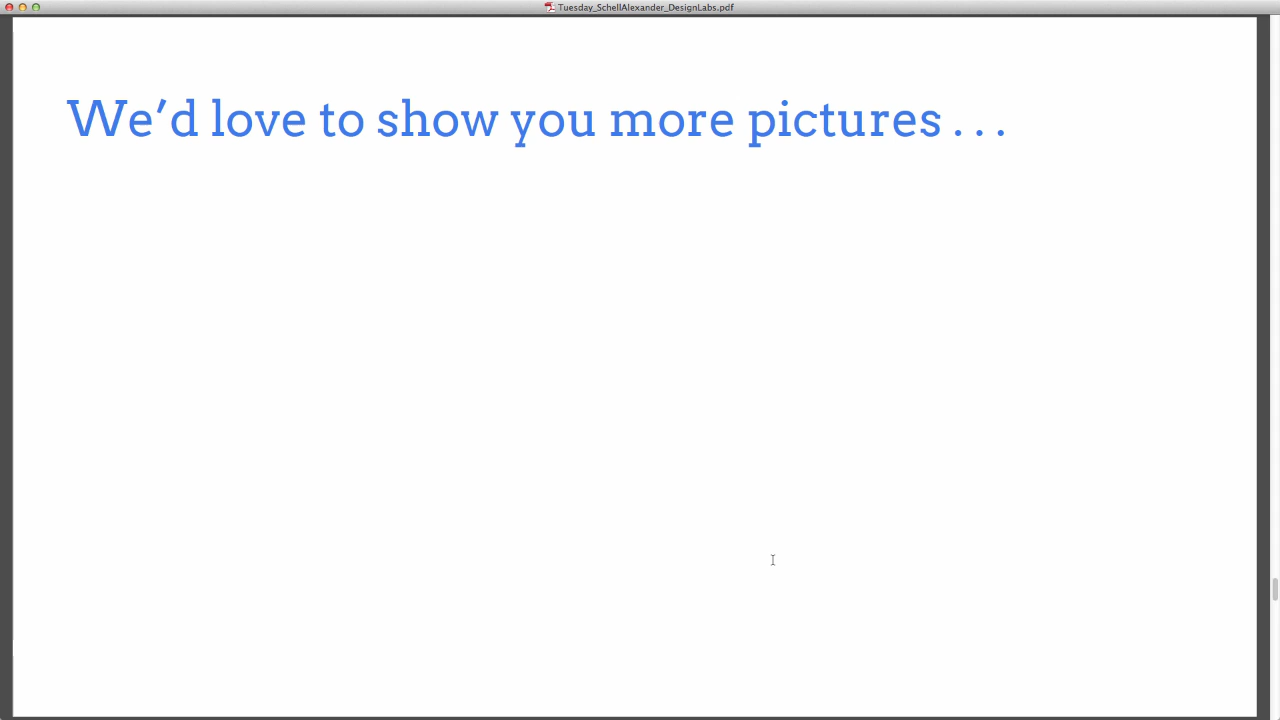 Tuesday_SchellAlexander_DesignLabs.pdf
We’d love to show you more pictures . . .